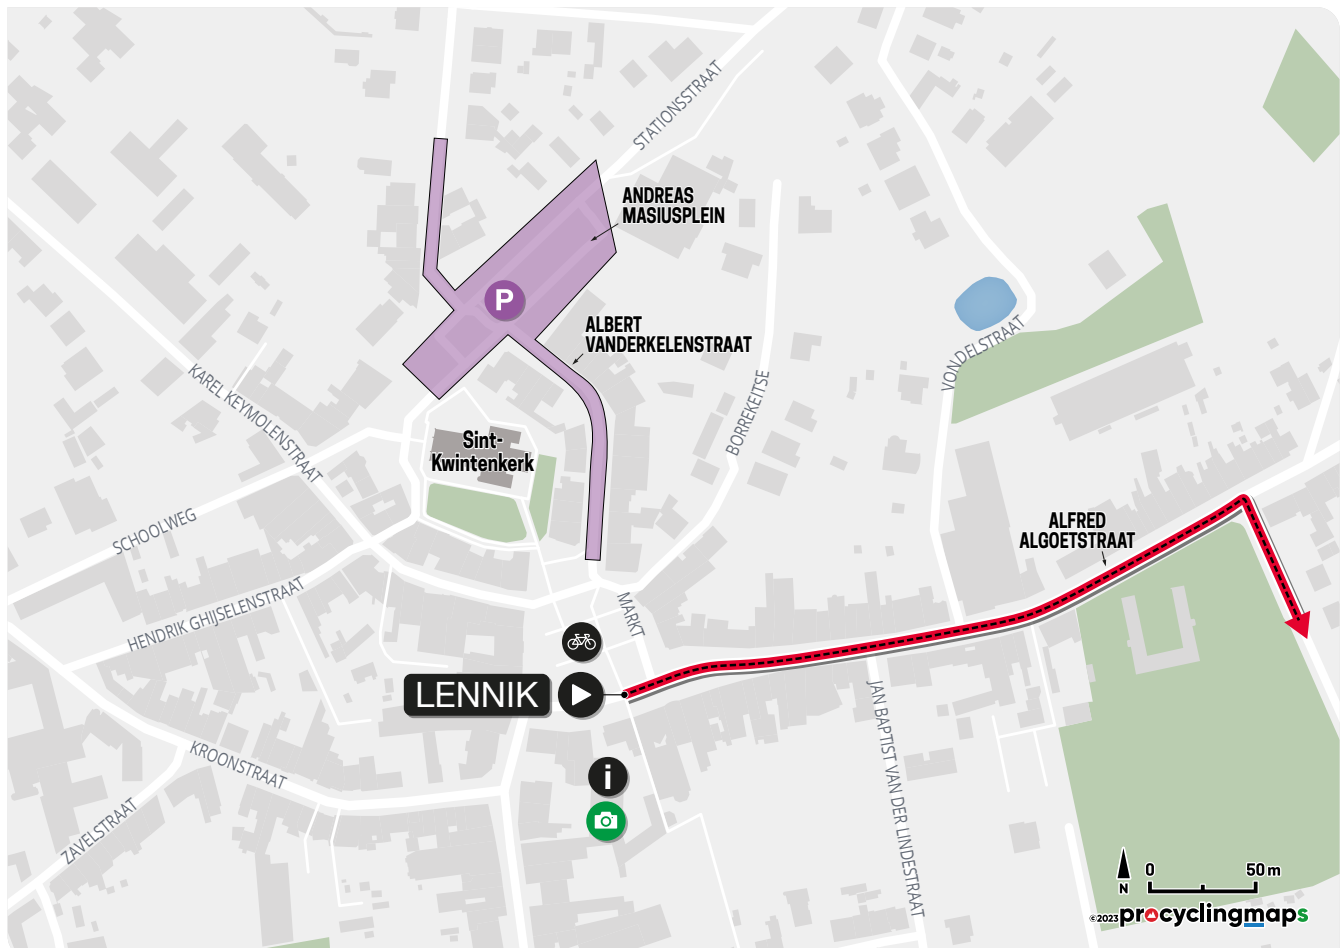 STATIONSSTRAAT
ANDREAS
MASIUSPLEIN
P
ALBERT
VANDERKELENSTRAAT
VONDELSTRAAT
KAREL KEYMOLENSTRAAT
BORREKEITSE
Sint-
Kwintenkerk
SCHOOLWEG
ALFRED
ALGOETSTRAAT
HENDRIK GHIJSELENSTRAAT
MARKT
LENNIK
JAN BAPTIST VAN DER LINDESTRAAT
KROONSTRAAT
i
ZAVELSTRAAT
0 50 m
N
©2023 procyclingmaps